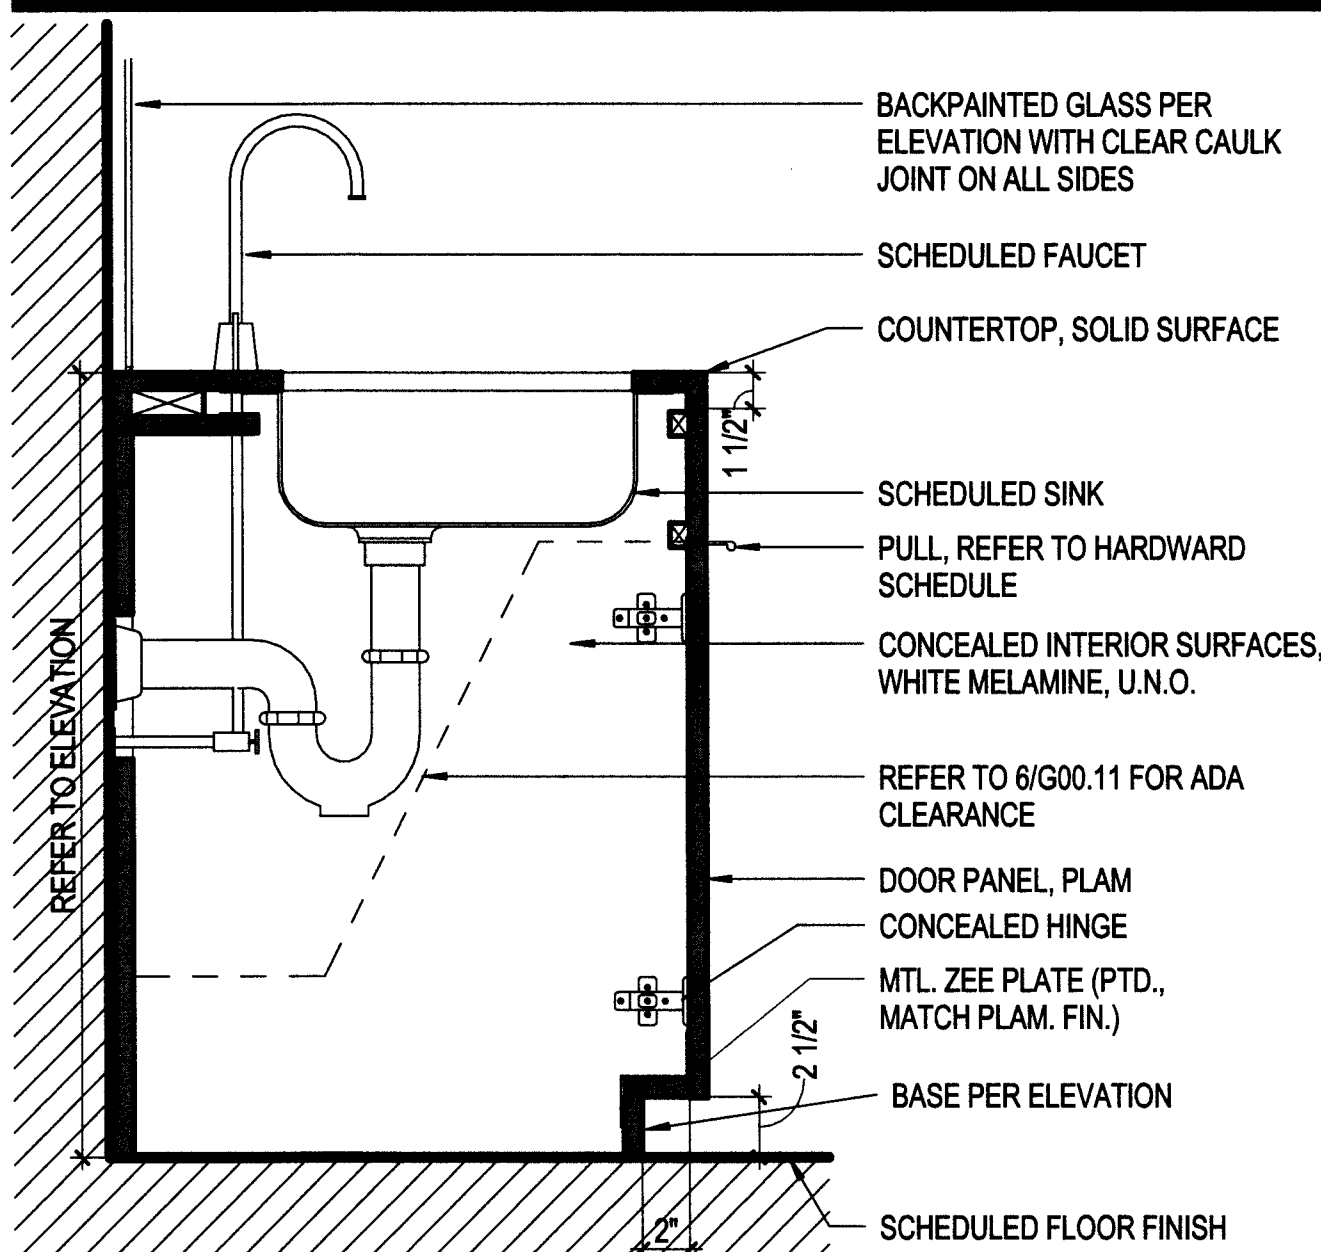 BACKPAINTED GLASS PER
ELEVATION WITH CLEAR CAULK
JOINT ON ALL SIDES
SCHEDULED FAUCET
COUNTERTOP, SOLID SURFACE
1 1/2"
SCHEDULED SINK
PULL, REFER TO HARDWARD
SCHEDULE
CONCEALED INTERIOR SURFACES,
WHITE MELAMINE, U.N.O.
REFER TO ELEVATION
REFER TO 6/G00.11 FOR ADA
CLEARANCE
DOOR PANEL, PLAM
CONCEALED HINGE
MTL. ZEE PLATE (PTD.,
MATCH PLAM. FIN.)
2 1/2"
BASE PER ELEVATION
2"
SCHEDULED FLOOR FINISH